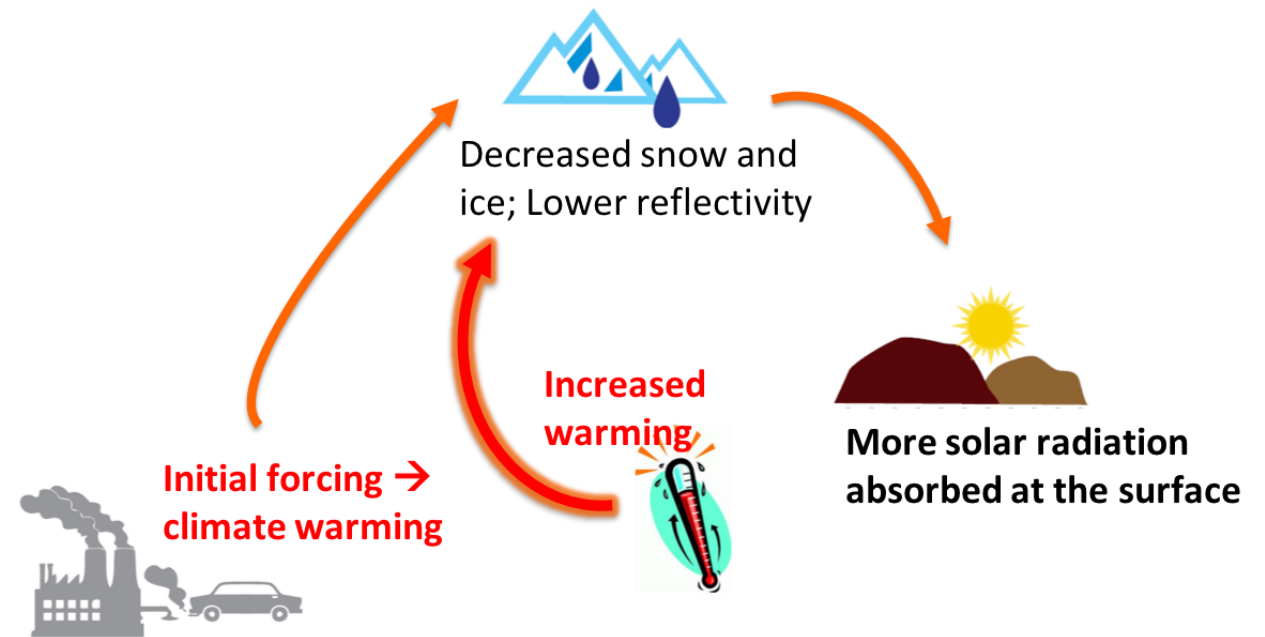 Decreased snow and
ice; Lower reflectivity
Increased
warming
More solar radiation
absorbed at the surface
Initial forcing →
climate warming